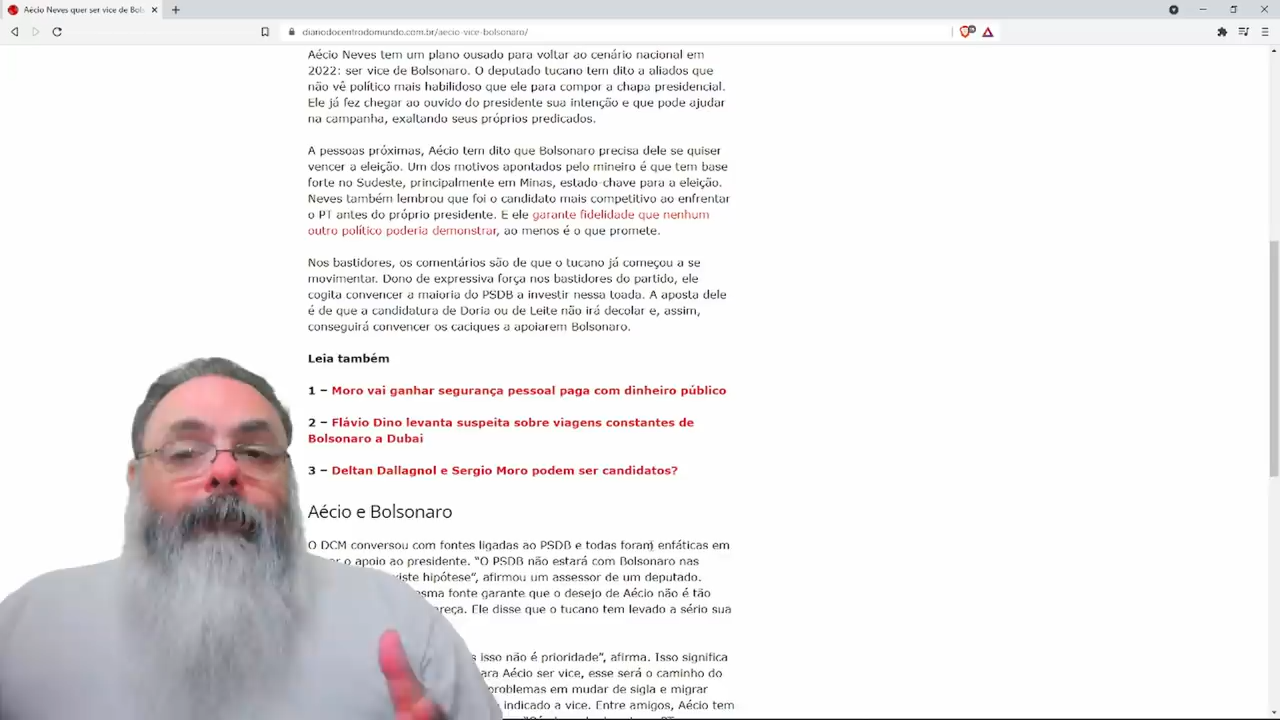 Aécio Neves quer ser vice de Bols
dianodocentrodomundo.com.br/aecio-vice-bolsonaro/
Aécio Neves tem um plano ousado para voltar ao cenário nacional em
2022: ser vice de Bolsonaro. O deputado tucano tem dito a aliados que
não vê político mais habilidoso que ele para compor a chapa presidencial.
Ele já fez chegar ao ouvido do presidente sua intenção e que pode ajudar
na campanha, exaltando seus próprios predicados.
A pessoas próximas, Aécio tem dito que Bolsonaro precisa dele se quiser
vencer a eleição. Um dos motivos apontados pelo mineiro é que tem base
forte no Sudeste, principalmente em Minas, estado-chave para a eleição.
Neves também lembrou que foi o candidato mais competitivo ao enfrentar
o PT antes do próprio presidente. E ele garante fidelidade que nenhum
outro político poderia demonstrar, ao menos é o que promete.
Nos bastidores, os comentários são de que o tucano já começou a se
movimentar. Dono de expressiva força nos bastidores do partido, ele
cogita convencer a maioria do PSDB a investir nessa toada. A aposta dele
é de que a candidatura de Doria ou de Leite não irá decolar e, assim,
conseguirá convencer os caciques a apoiarem Bolsonaro.
Leia também
1 – Moro vai ganhar segurança pessoal paga com dinheiro público
2 – Flávio Dino levanta suspeita sobre viagens constantes de
Bolsonaro a Dubai
3 – Deltan Dallagnol e Sergio Moro podem ser candidatos?
Aécio e Bolsonaro
O DCM conversou com fontes ligadas ao PSDB e todas foram enfáticas em
o apoio ao presidente. “O PSDB não estará com Bolsonaro nas
hipótese”, afirmou um assessor de um deputado.
fonte garante que o desejo de Aécio não é tão
Ele disse que o tucano tem levado a sério sua
isso não é prioridade”, afirma. Isso significa
Aécio ser vice, esse será o caminho do
problemas em mudar de sigla e migrar
indicado a vice. Entre amigos, Aécio tem